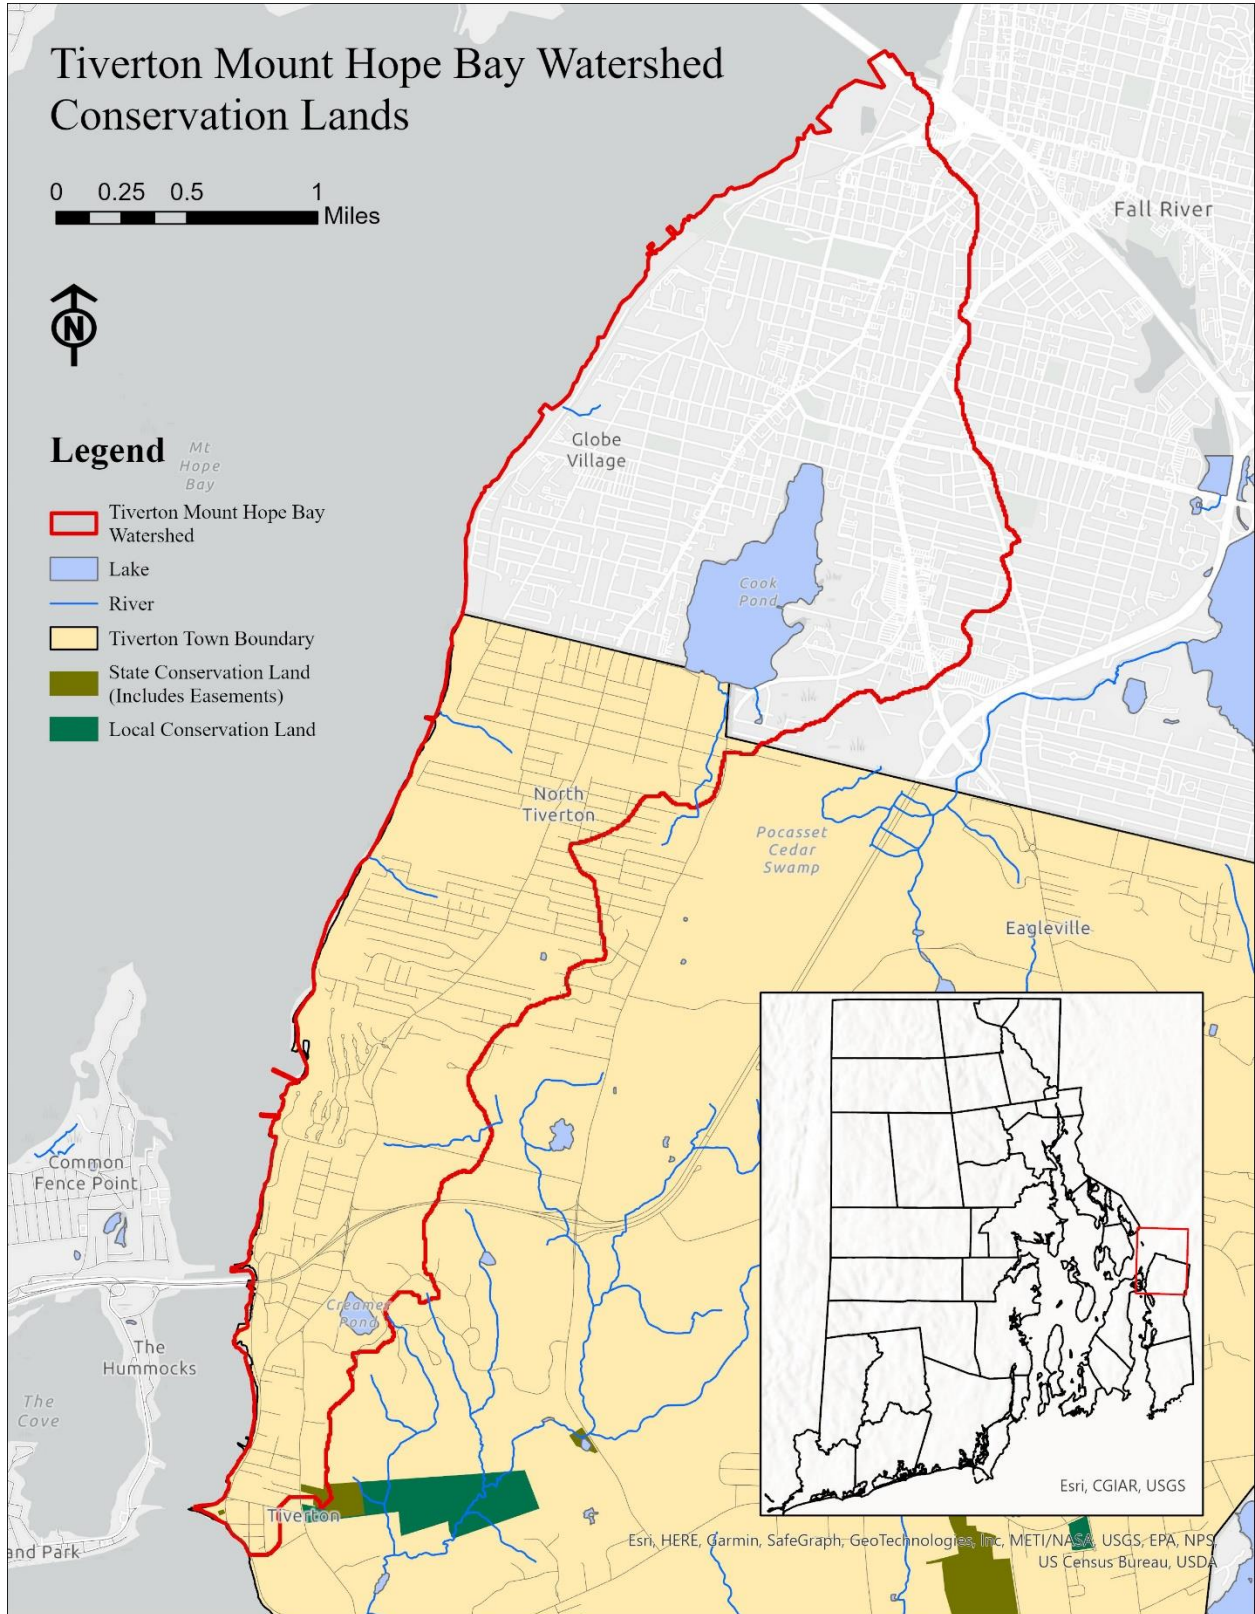 Tiverton Mount Hope Bay Watershed
Conservation Lands
0 0.25 0.5 1
Miles
N
Legend
Tiverton Mount Hope Bay
Watershed
Lake
River
Tiverton Town Boundary
State Conservation Land
(Includes Easements)
Local Conservation Land
Mt
Hope
Bay
Fall River
Globe
Village
Cook
Pond
North
Tiverton
Pocasset
Cedar
Swamp
Eagleville
Common
Fence Point
Creamer
Pond
The
Hummocks
The
Cove
Tiverton
and Park
Esri, CGIAR, USGS
Esri, HERE, Garmin, SafeGraph, GeoTechnologies, Inc, METI/NASA, USGS, EPA, NPS,
US Census Bureau, USDA